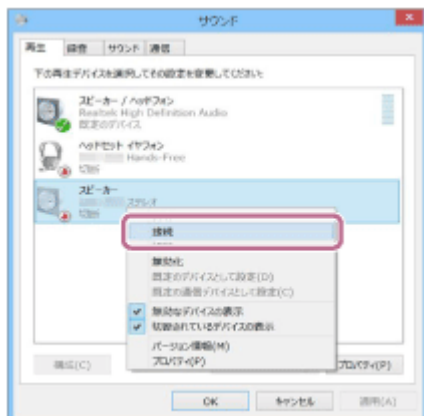 サウンド
再生 録音 サウンド 通信
下の再生デバイスを選択してその設定を変更してください:
スピーカー / ヘッドフォン
Realtek High Definition Audio
既定のデバイス
ヘッドセット イヤフォン
Hands-Free
切断
スピーカー
ステレオ
切断
接続
無効化
既定のデバイスとして設定(D)
既定の通信デバイスとして設定(C)
無効なデバイスの表示
切断されているデバイスの表示
バージョン情報(M)
プロパティ(P)
構成(C) プロパティ(P)
OK キャンセル 適用(A)